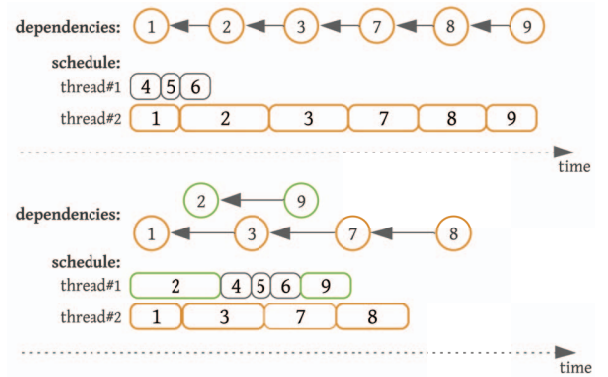 dependencies: 1 2 3 7 8 9
schedule:
thread#1 4 5 6
thread#2 1 2 3 7 8 9
time
2 9
dependencies:
1 3 7 8
schedule:
thread#1 2 4 5 6 9
thread#2 1 3 7 8
time